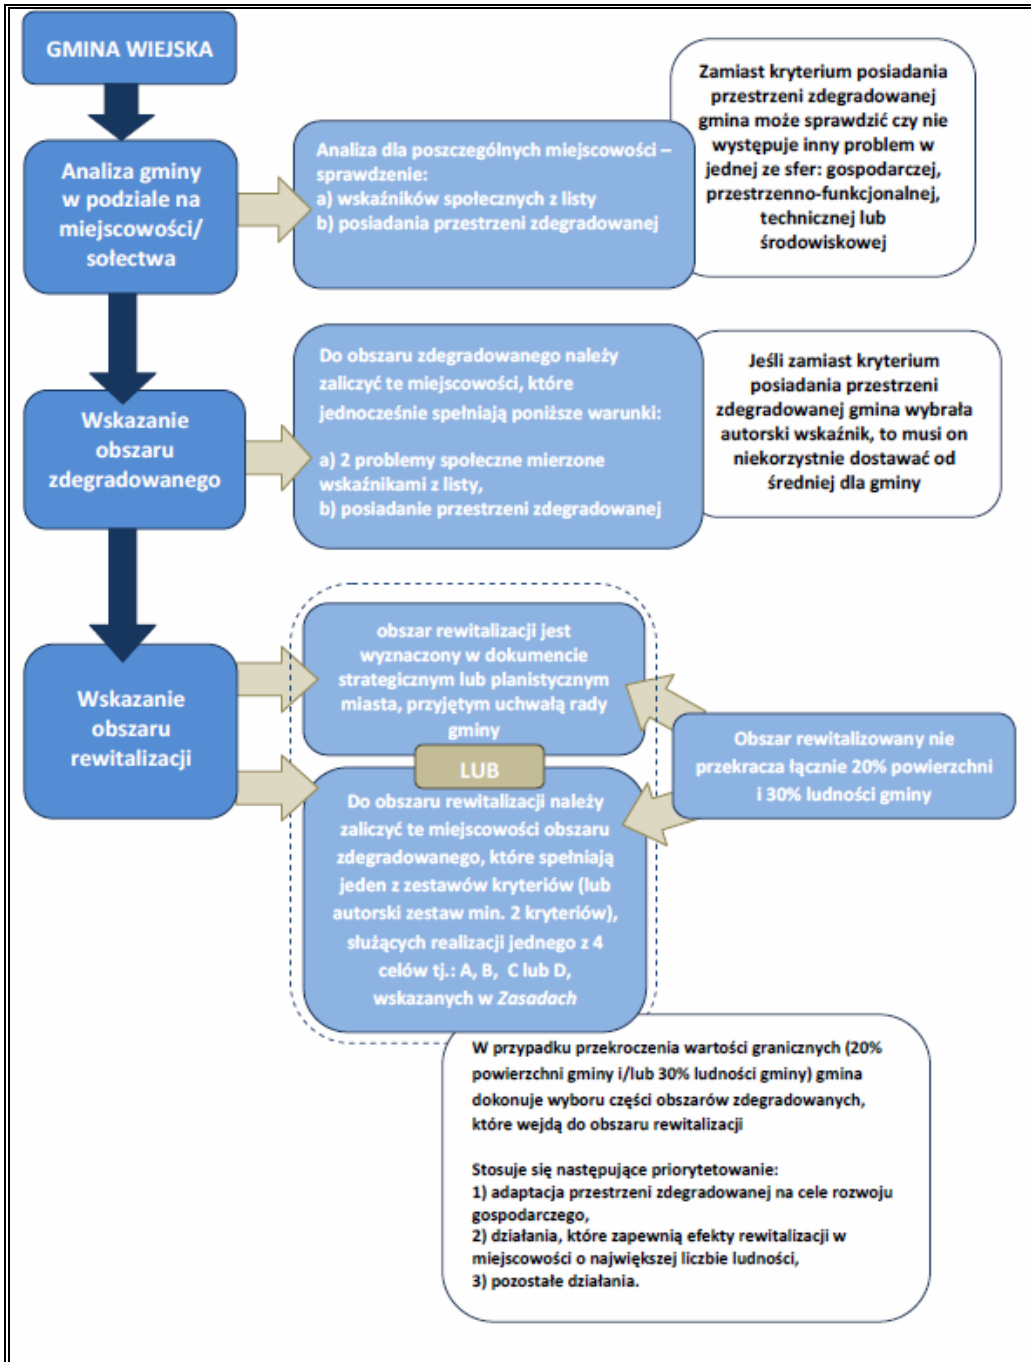 GMINA WIEJSKA
Analiza gminy
w podziale na
miejscowości/
sołectwa
Analiza dla poszczególnych miejscowości –
sprawdzenie:
a) wskaźników społecznych z listy
b) posiadania przestrzeni zdegradowanej
Zamiast kryterium posiadania
przestrzeni zdegradowanej
gmina może sprawdzić czy nie
występuje inny problem w
jednej ze sfer: gospodarczej,
przestrzenno-funkcjonalnej,
technicznej lub
środowiskowej
Wskazanie
obszaru
zdegradowanego
Do obszaru zdegradowanego należy
zaliczyć te miejscowości, które
jednocześnie spełniają poniższe warunki:
a) 2 problemy społeczne mierzone
wskaźnikami z listy,
b) posiadanie przestrzeni zdegradowanej
Jeśli zamiast kryterium
posiadania przestrzeni
zdegradowanej gmina wybrała
autorski wskaźnik, to musi on
niekorzystnie dostawać od
średniej dla gminy
Wskazanie
obszaru
rewitalizacji
obszar rewitalizacji jest
wyznaczony w dokumencie
strategicznym lub planistycznym
miasta, przyjętym uchwałą rady
gminy
LUB
Do obszaru rewitalizacji należy
zaliczyć te miejscowości obszaru
zdegradowanego, które spełniają
jeden z zestawów kryteriów (lub
autorski zestaw min. 2 kryteriów),
służących realizacji jednego z 4
celów tj.: A, B, C lub D,
wskazanych w Zasadach
Obszar rewitalizowany nie
przekracza łącznie 20% powierzchni
i 30% ludności gminy
W przypadku przekroczenia wartości granicznych (20%
powierzchni gminy i/lub 30% ludności gminy) gmina
dokonuje wyboru części obszarów zdegradowanych,
które wejdą do obszaru rewitalizacji
Stosuje się następujące priorytetowanie:
1) adaptacja przestrzeni zdegradowanej na cele rozwoju
gospodarczego,
2) działania, które zapewnią efekty rewitalizacji w
miejscowości o największej liczbie ludności,
3) pozostałe działania.